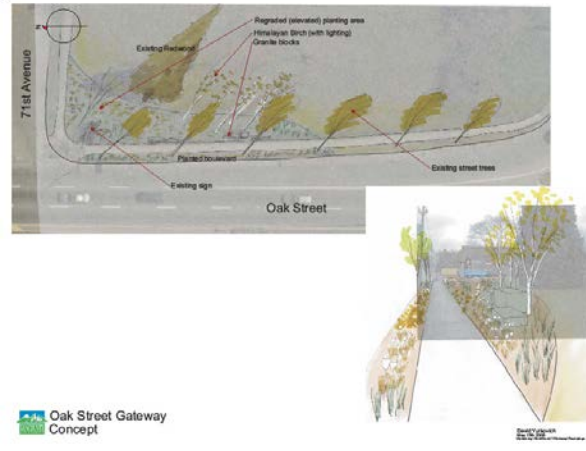 Regraded (elevated) planting area
Himalayan Birch (with lighting)
Granite blocks
Existing Redwood
71st Avenue
Planted boulevard
Existing street trees
Existing sign
Oak Street
Oak Street Gateway
Concept